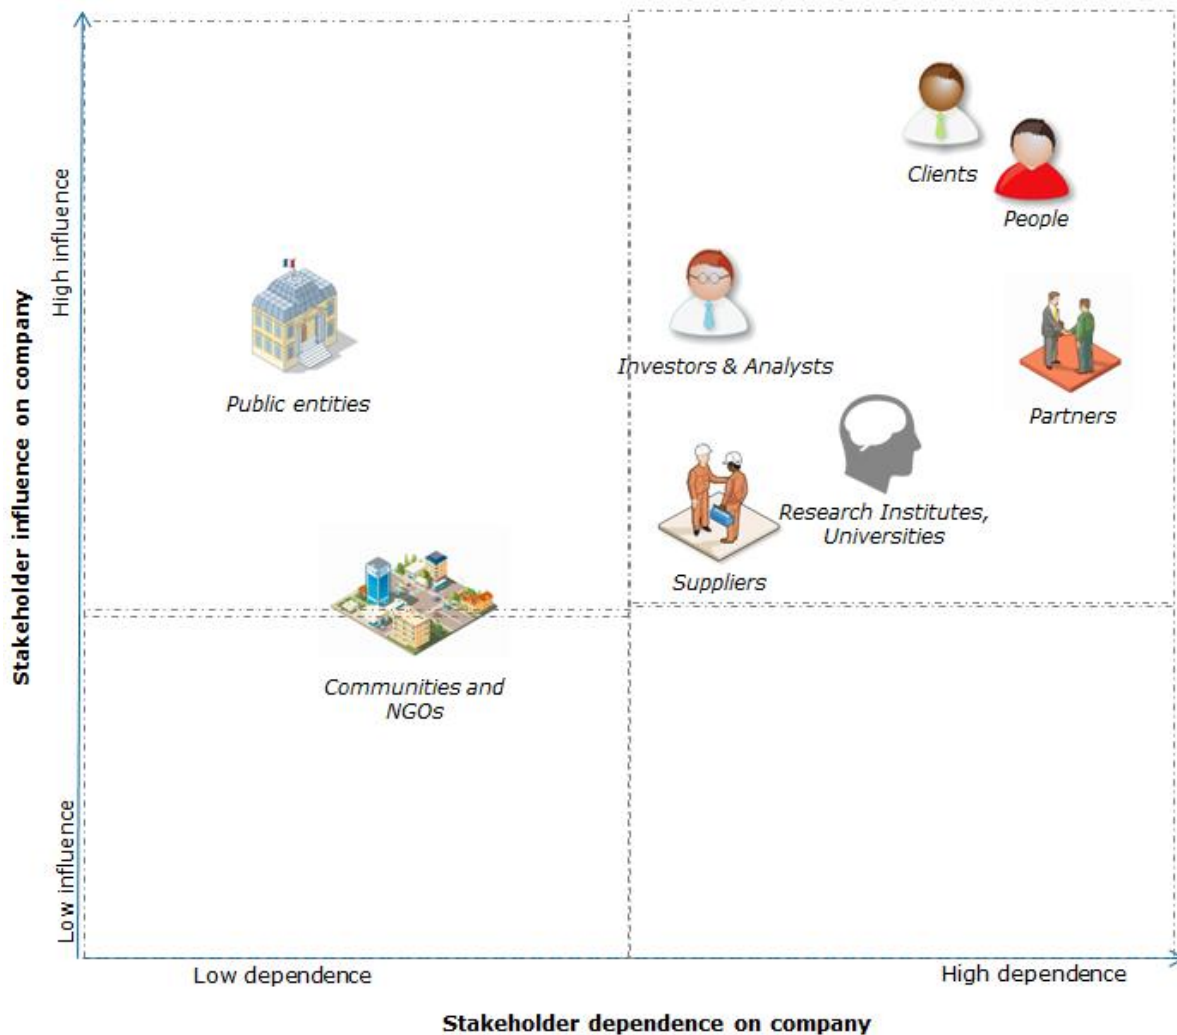 Clients
People
High influence
Investors & Analysts
Public entities
Partners
Stakeholder influence on company
Research Institutes,
Universities
Suppliers
Communities and
NGOs
Low influence
Low dependence
High dependence
Stakeholder dependence on company